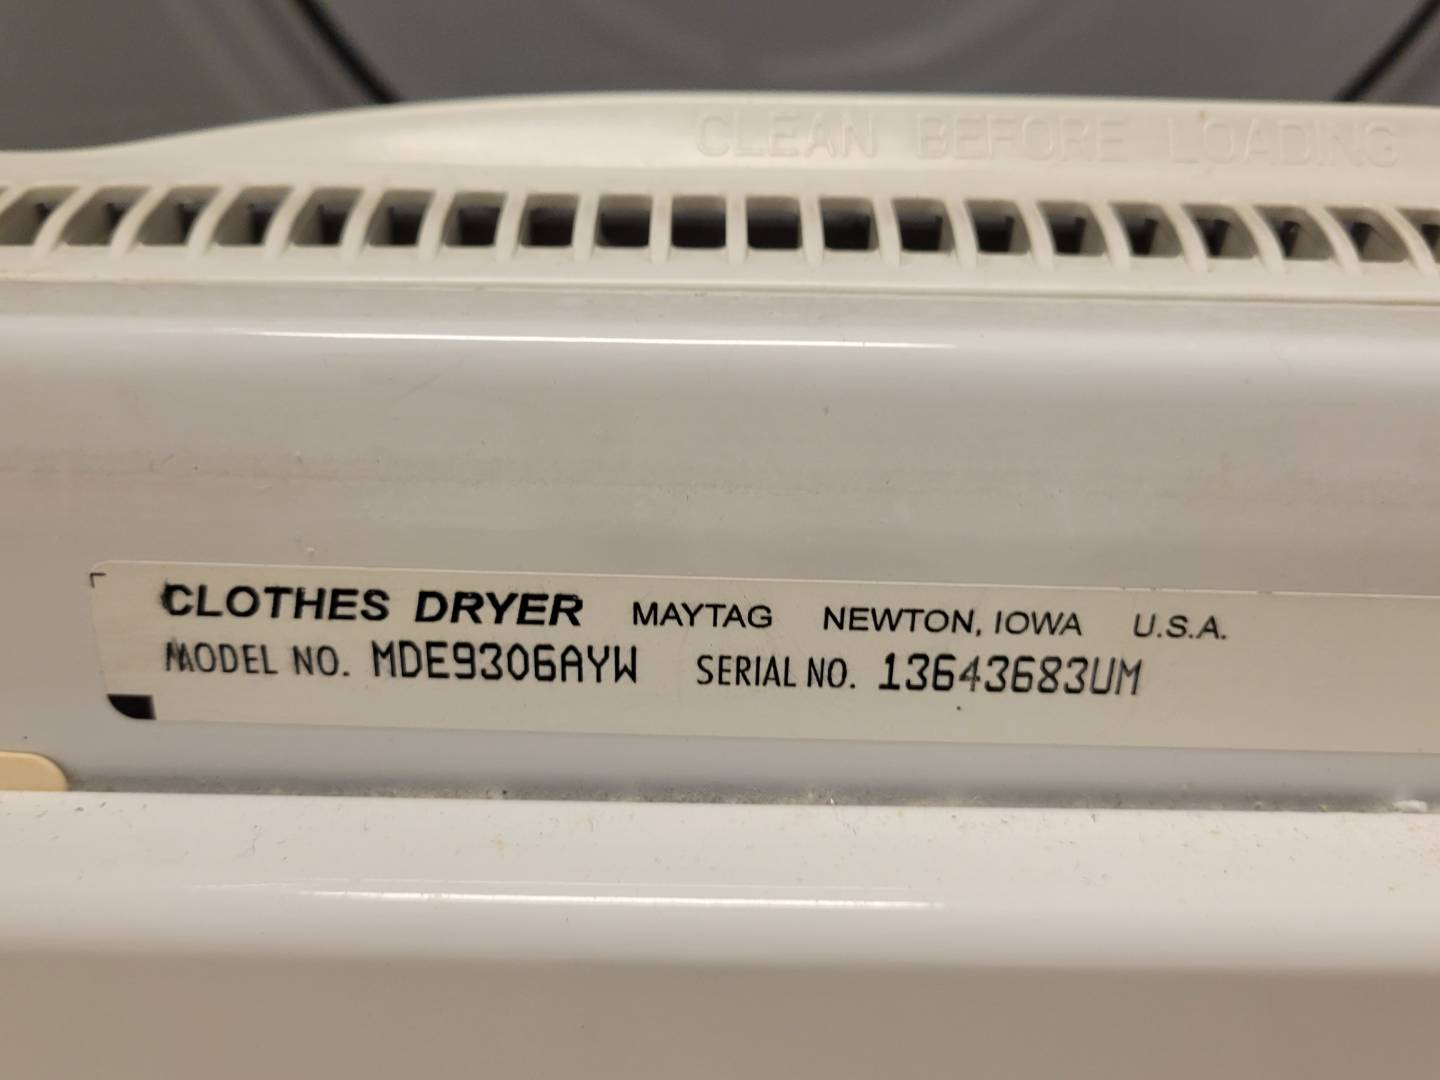 CLEAN BEFORE LOADING
CLOTHES DRYER MAYTAG NEWTON, IOWA U.S.A.
MODEL NO. MDE9306AYW SERIAL NO. 13643683UM